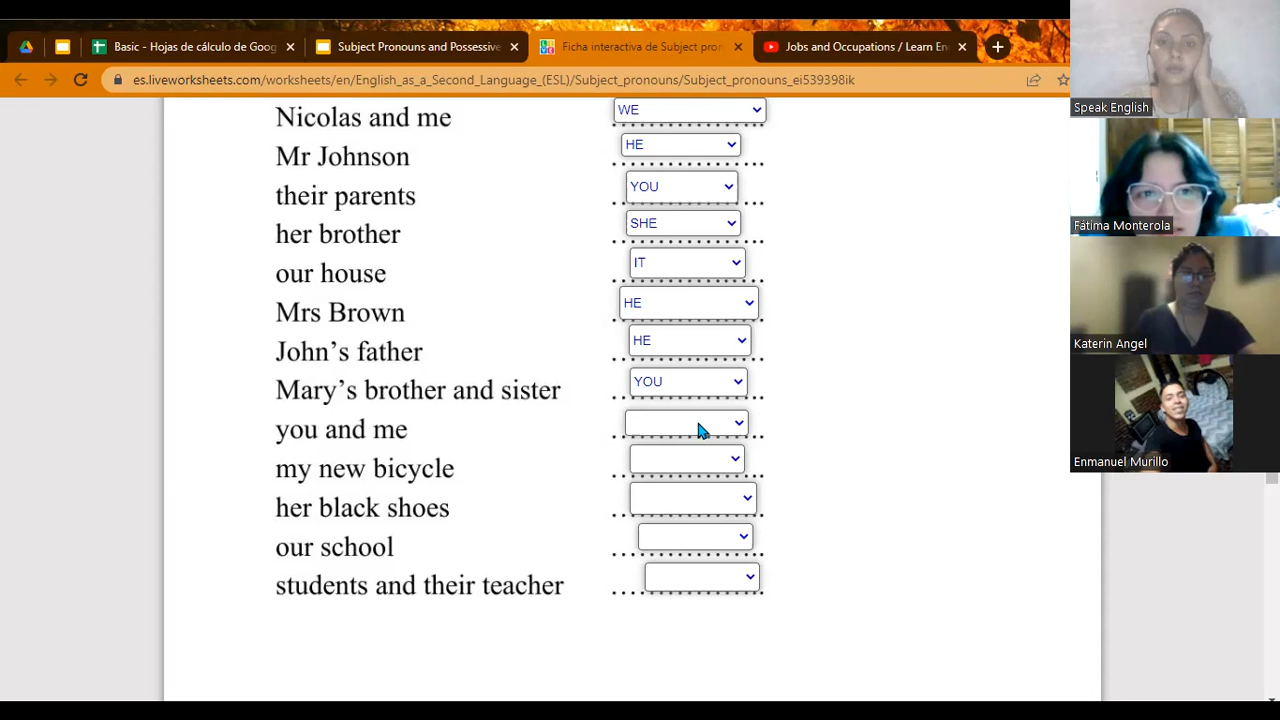 Basic - Hojas de cálculo de Goog
Subject Pronouns and Possessive
Ficha interactiva de Subject pron
Jobs and Occupations / Learn En
es.liveworksheets.com/worksheets/en/English_as_a_Second_Language_(ESL)/Subject_pronouns/Subject_pronouns_ei539398ik
Speak English
Fátima Monterola
Katerin Angel
Enmanuel Murillo
Nicolas and me WE
Mr Johnson HE
their parents YOU
her brother SHE
our house IT
Mrs Brown HE
John’s father HE
Mary’s brother and sister YOU
you and me
my new bicycle
her black shoes
our school
students and their teacher